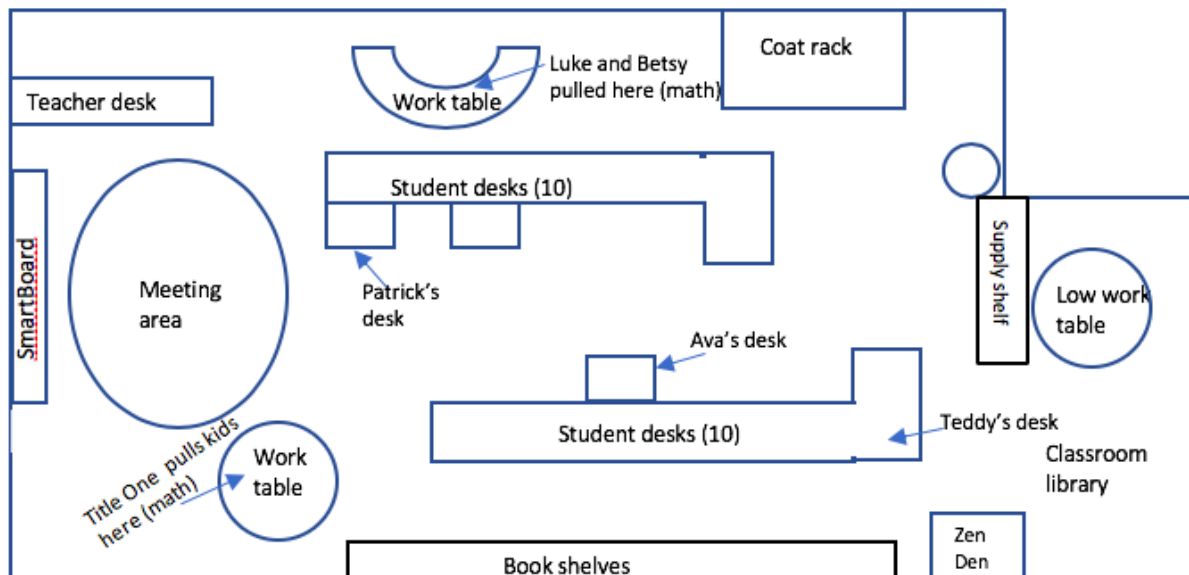 Coat rack
Luke and Betsy
pulled here (math)
Work table
Teacher desk
Student desks (10)
SmartBoard
Meeting
area
Patrick's
desk
Supply shelf
Low work
table
Ava's desk
Student desks (10)
Teddy's desk
Classroom
library
Title One  pulls kids
here (math)
Work
table
Zen
Den
Book shelves